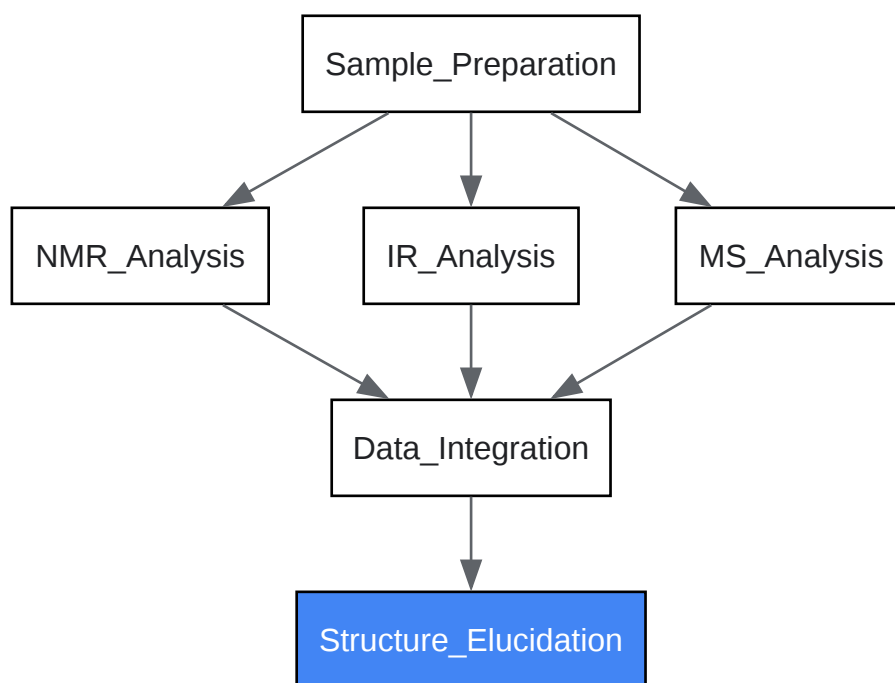 Sample_Preparation
NMR_Analysis
IR_Analysis
MS_Analysis
Data_Integration
Structure_Elucidation